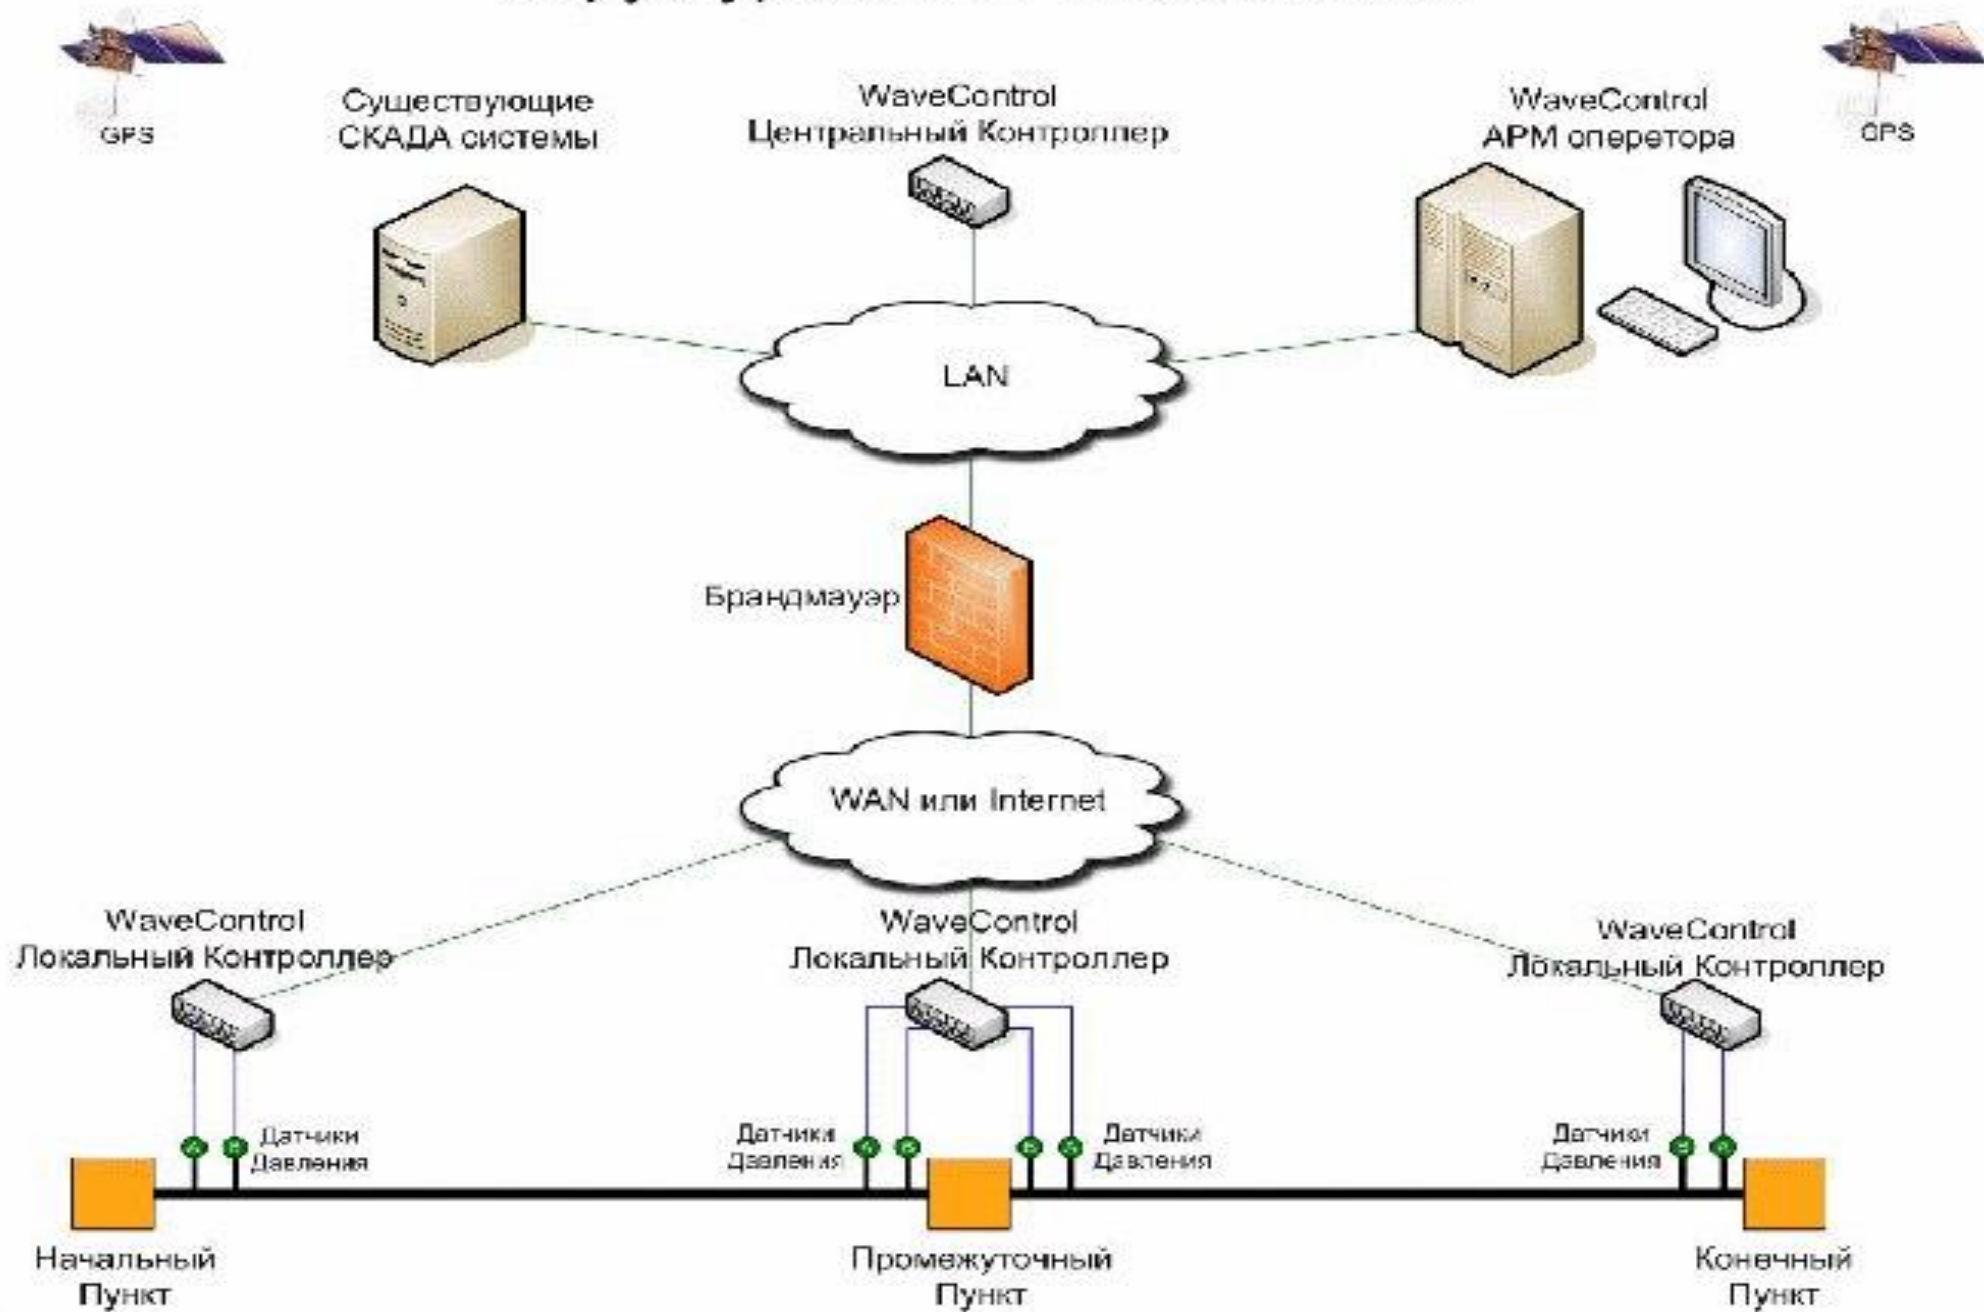 GPS
Существующие
СКАДА системы
WaveControl
Центральный Контроллер
WaveControl
АРМ оперетора
GPS
LAN
Брандмауэр
WAN или Internet
WaveControl
Локальный Контроллер
WaveControl
Локальный Контроллер
WaveControl
Локальный Контроллер
Датчики
Давления
Датчики
Давления
Датчики
Давления
Датчики
Давления
Начальный
Пункт
Промежуточный
Пункт
Конечный
Пункт